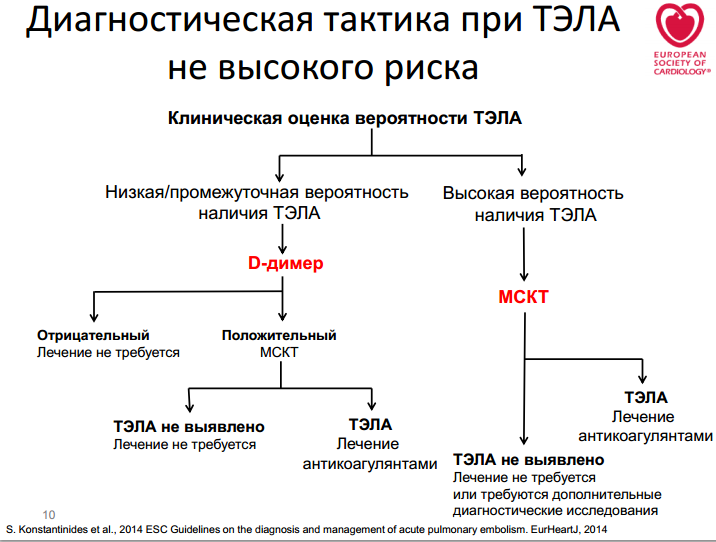 Диагностическая тактика при ТЭЛА
не высокого риска
EUROPEAN
SOCIETY OF
CARDIOLOGY®
Клиническая оценка вероятности ТЭЛА
Низкая/промежуточная вероятность
наличия ТЭЛА
Высокая вероятность
наличия ТЭЛА
D-димер
МСКТ
Отрицательный
Лечение не требуется
Положительный
МСКТ
ТЭЛА не выявлено
Лечение не требуется
ТЭЛА
Лечение
антикоагулянтами
ТЭЛА
Лечение
антикоагулянтами
ТЭЛА не выявлено
Лечение не требуется
или требуются дополнительные
диагностические исследования
10
S. Konstantinides et al., 2014 ESC Guidelines on the diagnosis and management of acute pulmonary embolism. EurHeartJ, 2014